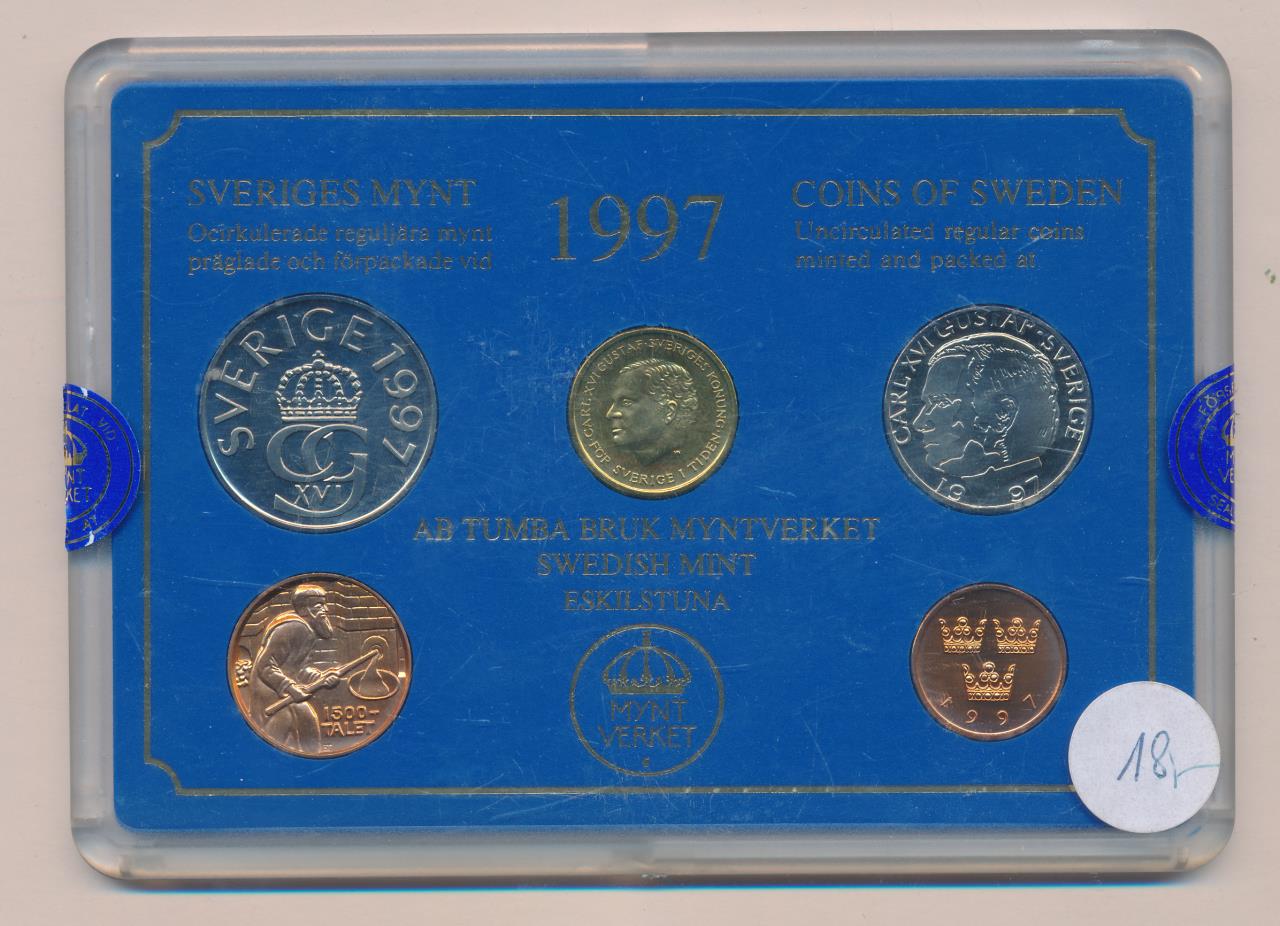 SVERIGES MYNT
Ocirkulerade reguljära mynt
präglade och förpackade vid
1997
COINS OF SWEDEN
Uncirculated regular coins
minted and packed at
SVERIGE 1997
CG
XVI
CARL XVI GUSTAF · SVERIGES KONUNG · FÖR SVERIGE I TIDEN ·
CARL XVI GUSTAF · SVERIGE
1997
AB TUMBA BRUK MYNTVERKET
SWEDISH MINT
ESKILSTUNA
1500-
TALET
MYNT
VERKET
1997
18,-